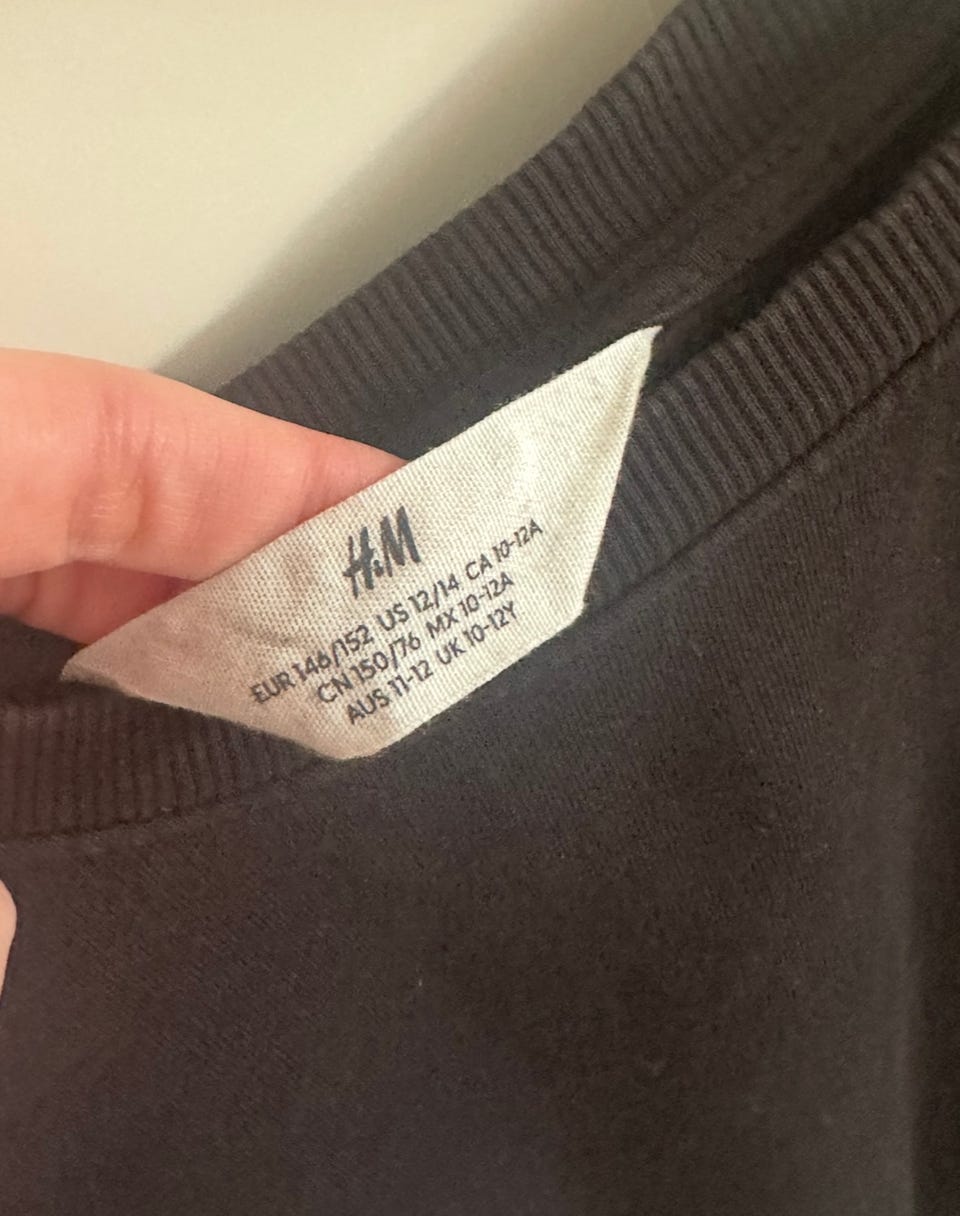 H&M
EUR 146/152 US 12/14 CA 10-12A
CN 150/76 MX 10-12A
AUS 11-12 UK 10-12Y